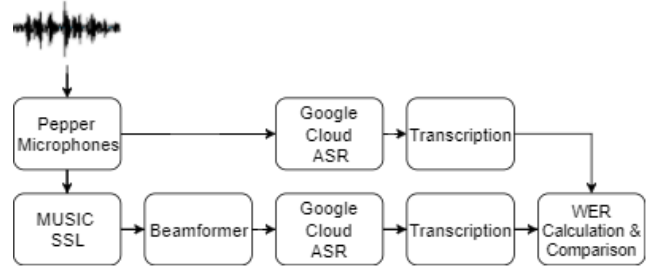 Pepper
Microphones
Google
Cloud
ASR
Transcription
MUSIC
SSL
Beamformer
Google
Cloud
ASR
Transcription
WER
Calculation &
Comparison